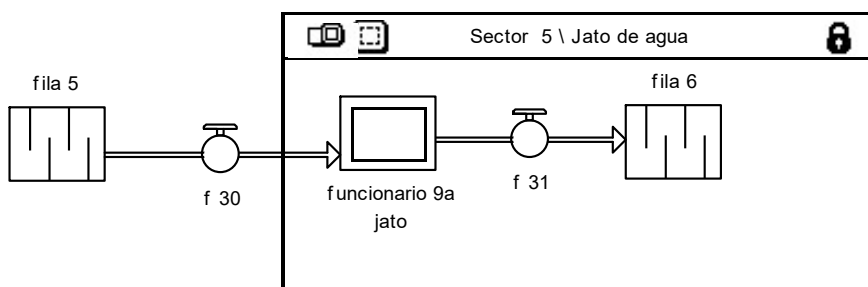 Sector 5 \ Jato de agua
fila 5
fila 6
f 30
funcionario 9a
jato
f 31